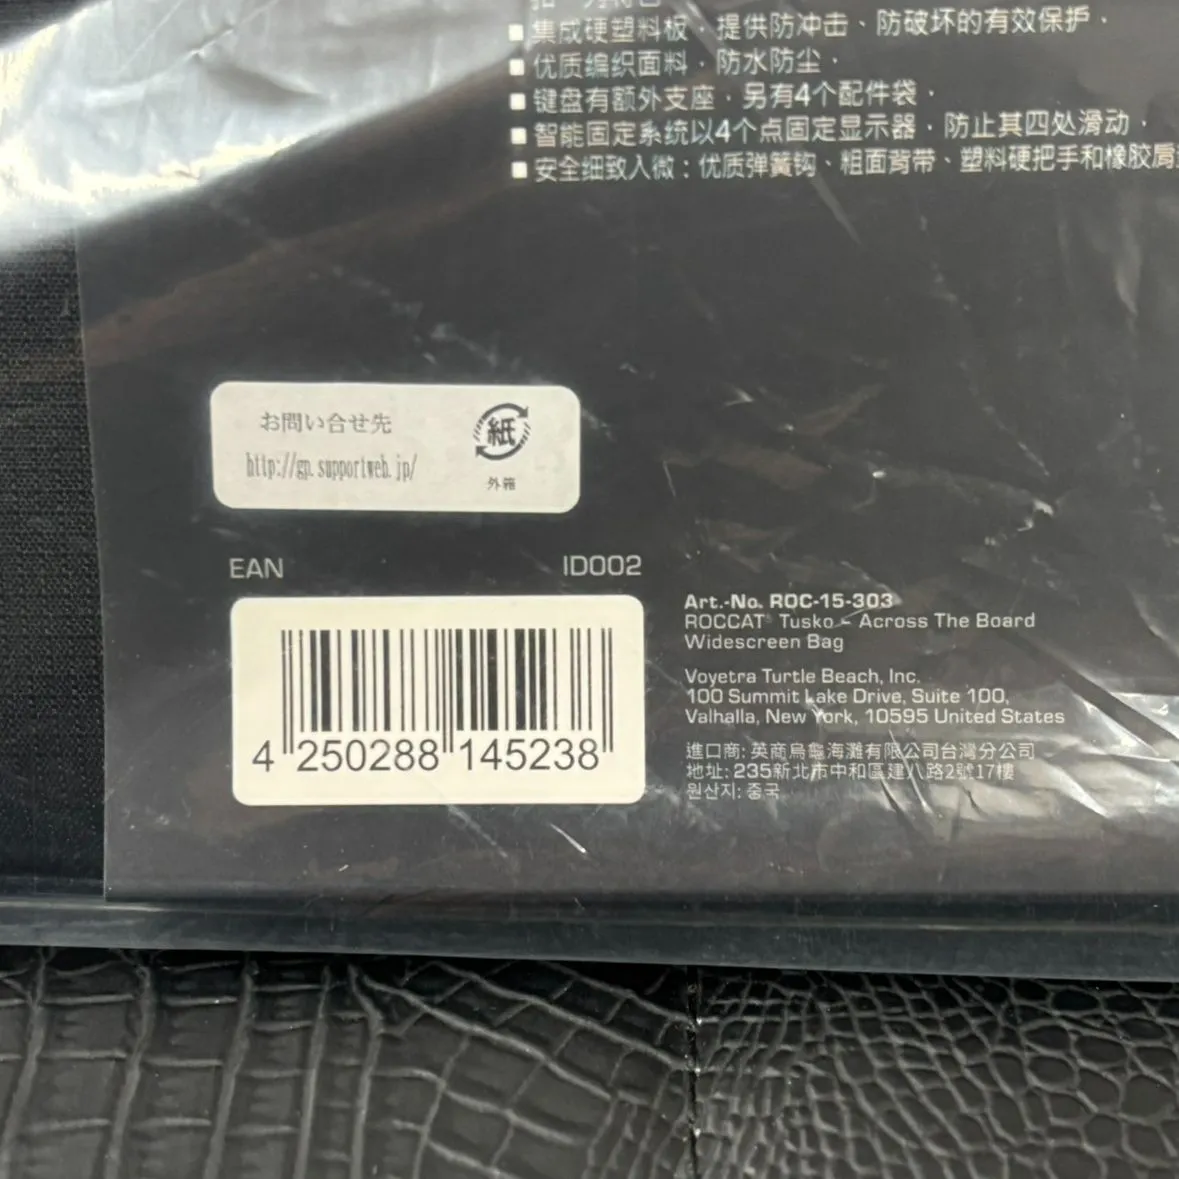 ■ 集成硬塑料板，提供防冲击、防破坏的有效保护．
■ 优质编织面料，防水防尘．
■ 键盘有额外支座，另有4个配件袋．
■ 智能固定系统以4个点固定显示器，防止其四处滑动．
■ 安全细致入微：优质弹簧钩、粗面背带、塑料硬把手和橡胶肩
お問い合せ先
http://gp.supportweb.jp/
紙
外箱
EAN
ID002
4 250288 145238
Art.-No. ROC-15-303
ROCCAT® Tusko – Across The Board
Widescreen Bag
Voyetra Turtle Beach, Inc.
100 Summit Lake Drive, Suite 100,
Valhalla, New York, 10595 United States
進口商: 英商烏龜海灘有限公司台灣分公司
地址: 235新北市中和區建八路2號17樓
원산지: 중국